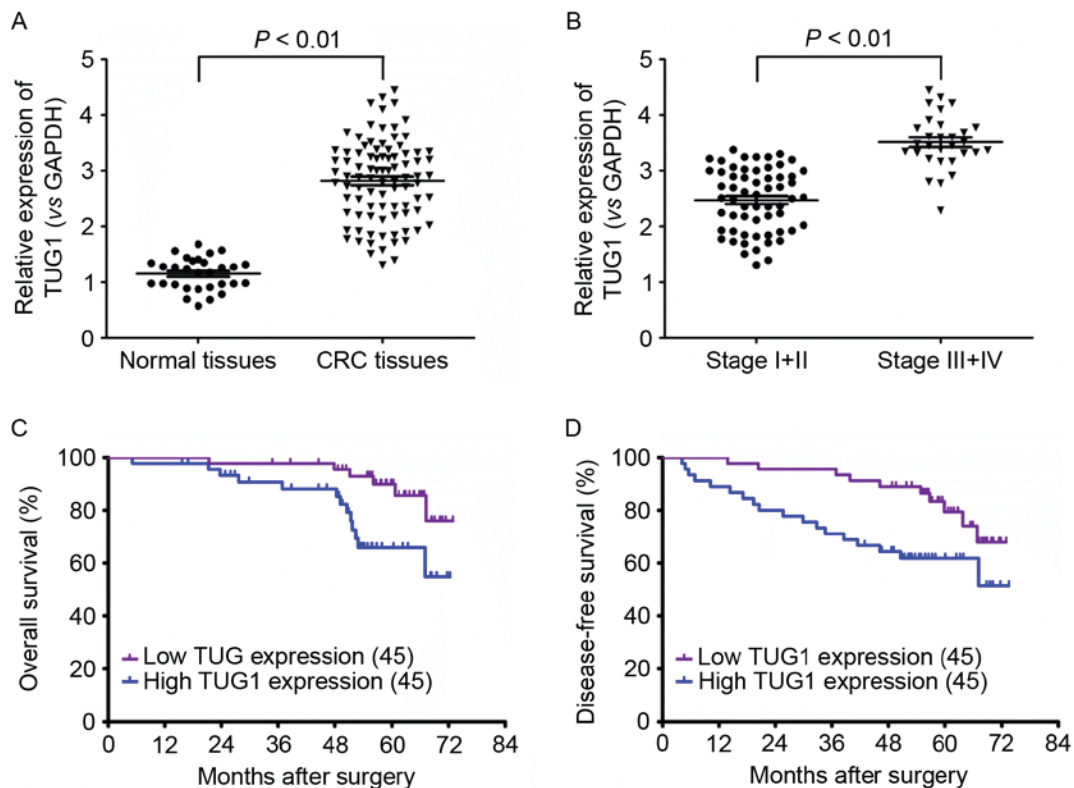 A
P < 0.01
Relative expression of
TUG1 (vs GAPDH)
5
4
3
2
1
0
Normal tissues
CRC tissues
B
P < 0.01
Relative expression of
TUG1 (vs GAPDH)
5
4
3
2
1
0
Stage I+II
Stage III+IV
C
Overall survival (%)
100
80
60
40
20
0
Low TUG expression (45)
High TUG1 expression (45)
0 12 24 36 48 60 72 84
Months after surgery
D
Disease-free survival (%)
100
80
60
40
20
0
Low TUG1 expression (45)
High TUG1 expression (45)
0 12 24 36 48 60 72 84
Months after surgery